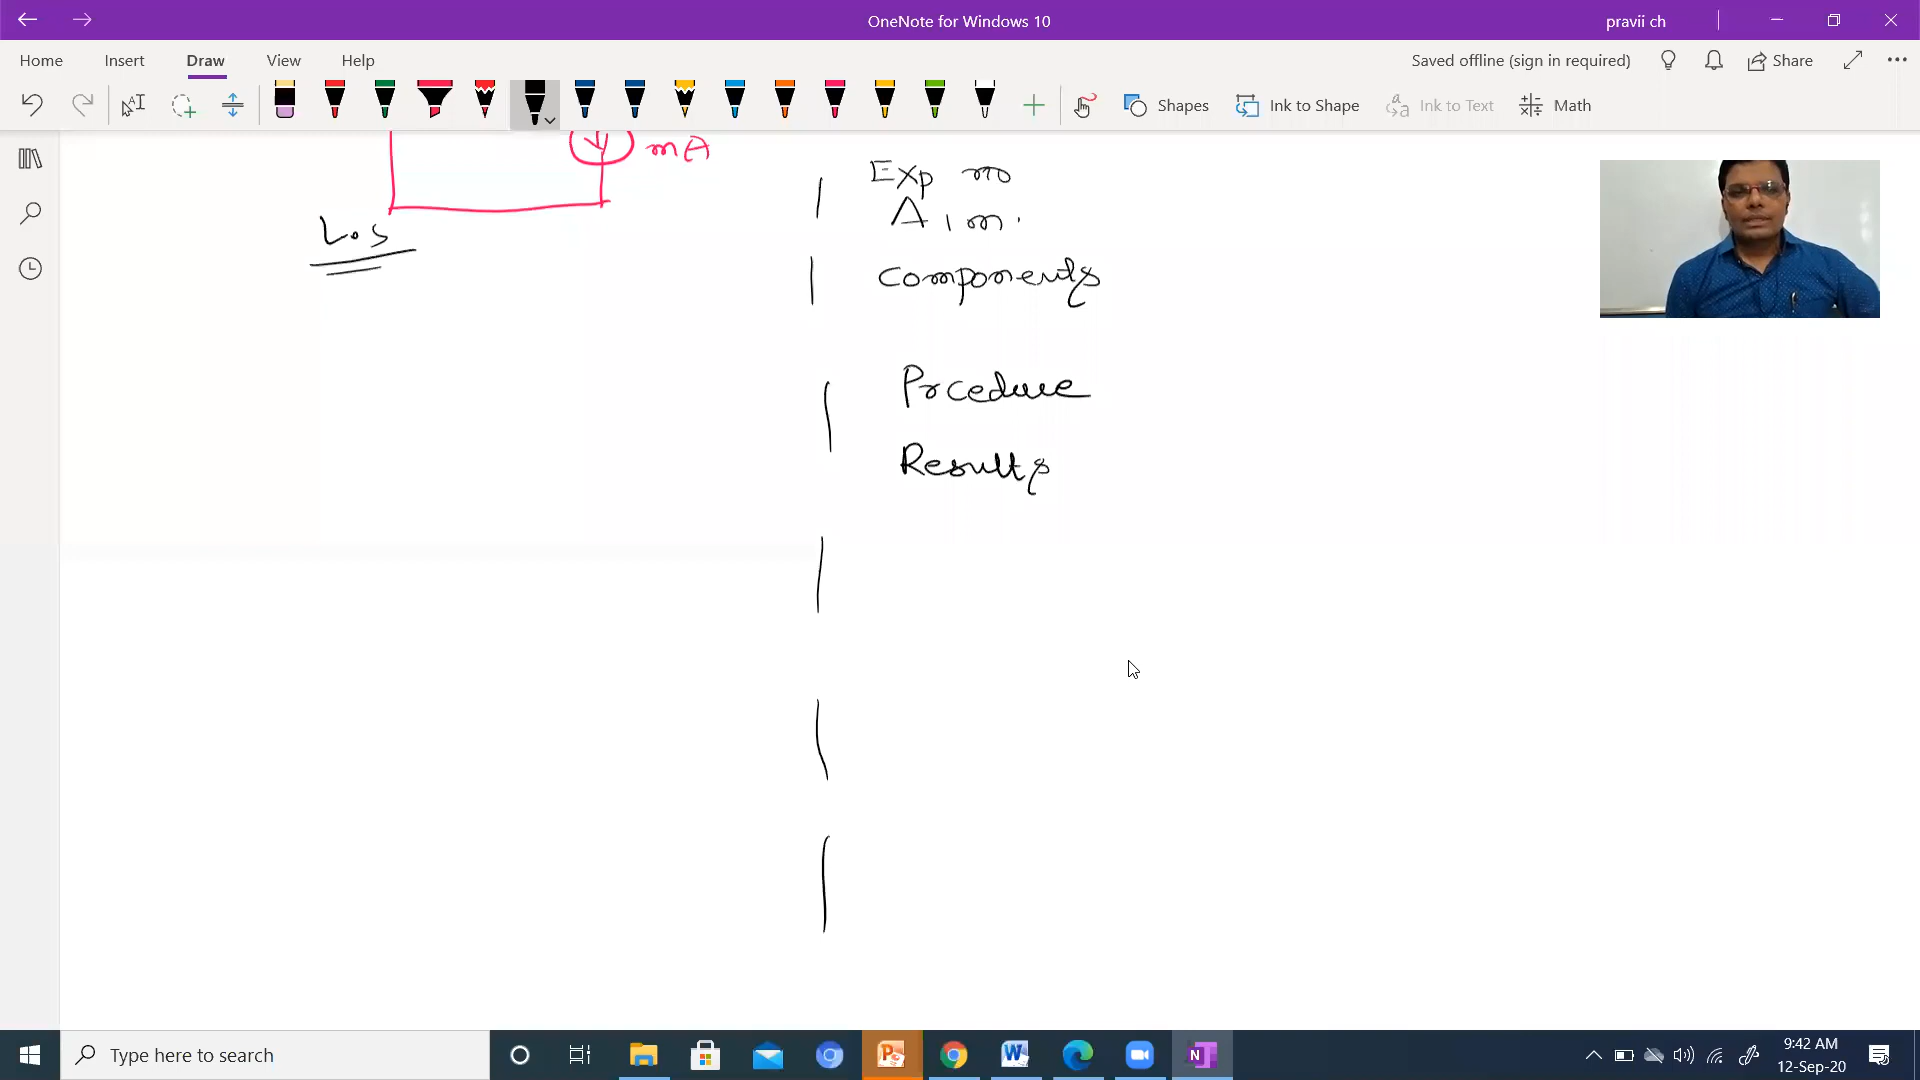 OneNote for Windows 10
pravii ch
Home Insert Draw View Help
Saved offline (sign in required) Share
Shapes Ink to Shape Ink to Text Math
mA
Exp no
Aim.
Components
Prcedure
Results
Type here to search
9:42 AM
12-Sep-20